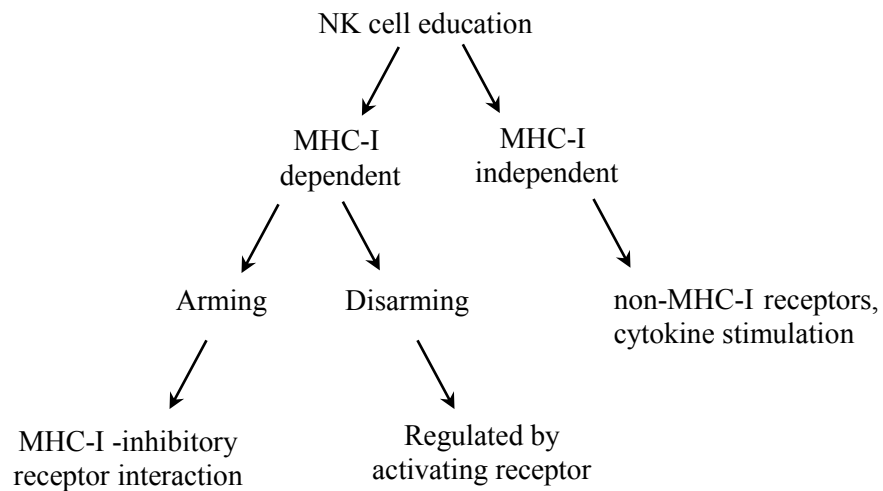 NK cell education
MHC-I
dependent
MHC-I
independent
Arming
Disarming
non-MHC-I receptors,
cytokine stimulation
MHC-I -inhibitory
receptor interaction
Regulated by
activating receptor